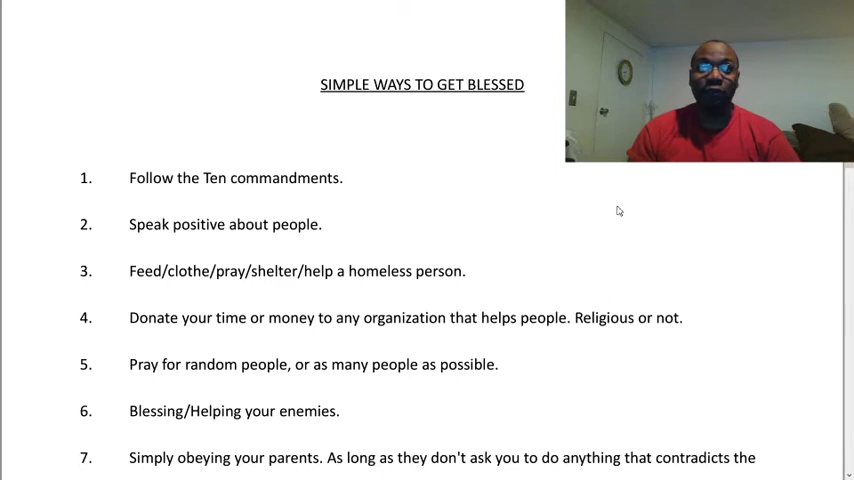 SIMPLE WAYS TO GET BLESSED
1. Follow the Ten commandments.
2. Speak positive about people.
3. Feed/clothe/pray/shelter/help a homeless person.
4. Donate your time or money to any organization that helps people. Religious or not.
5. Pray for random people, or as many people as possible.
6. Blessing/Helping your enemies.
7. Simply obeying your parents. As long as they don't ask you to do anything that contradicts the